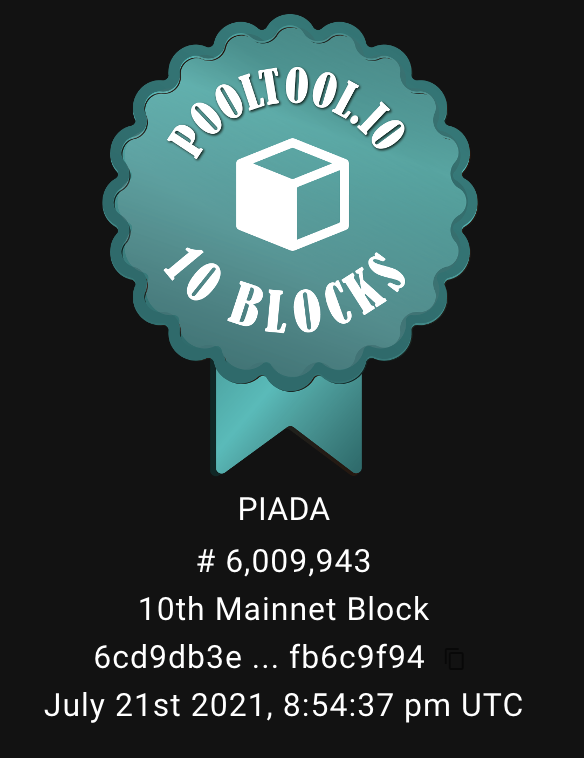 POOLTOOL.IO
10 BLOCKS
PIADA
# 6,009,943
10th Mainnet Block
6cd9db3e ... fb6c9f94
July 21st 2021, 8:54:37 pm UTC